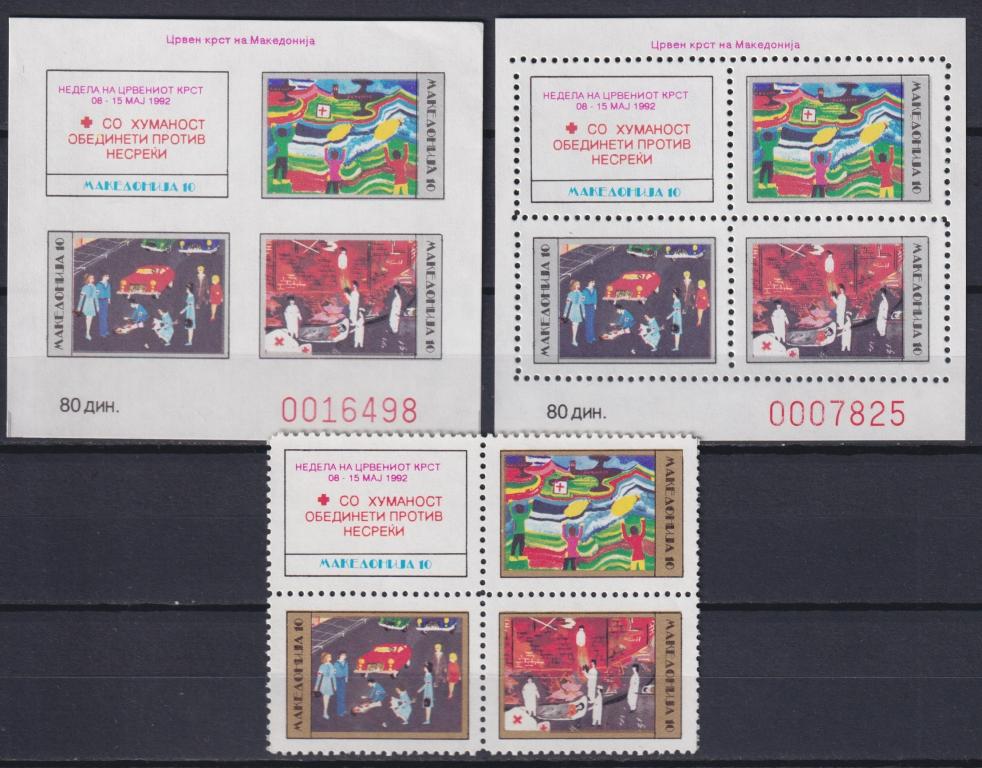 Црвен крст на Македонија
НЕДЕЛА НА ЦРВЕНИОТ КРСТ
08 - 15 МАЈ 1992
СО ХУМАНОСТ
ОБЕДИНЕТИ ПРОТИВ
НЕСРЕЌИ
МАКЕДОНИЈА 10
МАКЕДОНИЈА 10
МАКЕДОНИЈА 10
МАКЕДОНИЈА 10
80 дин.
0016498
Црвен крст на Македонија
НЕДЕЛА НА ЦРВЕНИОТ КРСТ
08 - 15 МАЈ 1992
СО ХУМАНОСТ
ОБЕДИНЕТИ ПРОТИВ
НЕСРЕЌИ
МАКЕДОНИЈА 10
МАКЕДОНИЈА 10
МАКЕДОНИЈА 10
МАКЕДОНИЈА 10
80 дин.
0007825
НЕДЕЛА НА ЦРВЕНИОТ КРСТ
08 - 15 МАЈ 1992
СО ХУМАНОСТ
ОБЕДИНЕТИ ПРОТИВ
НЕСРЕЌИ
МАКЕДОНИЈА 10
МАКЕДОНИЈА 10
МАКЕДОНИЈА 10
МАКЕДОНИЈА 10